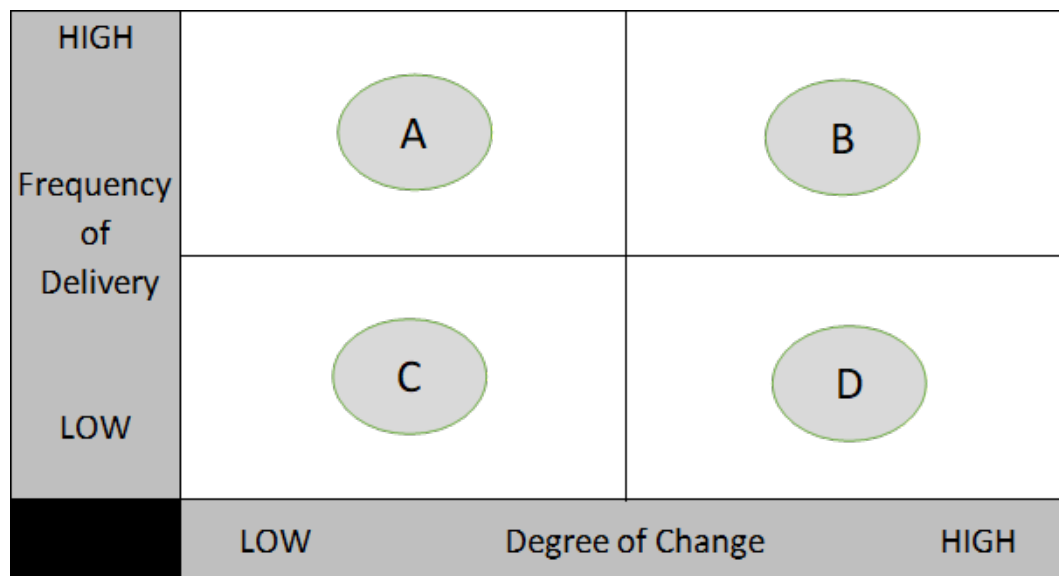 HIGH
A
B
Frequency
of
Delivery
C
D
LOW
LOW Degree of Change HIGH